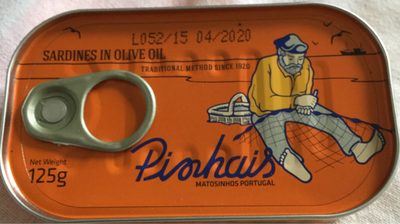 L052/15 04/2020
SARDINES IN OLIVE OIL
TRADITIONAL METHOD SINCE 1920
Pinhais
MATOSINHOS PORTUGAL
Net Weight
125g